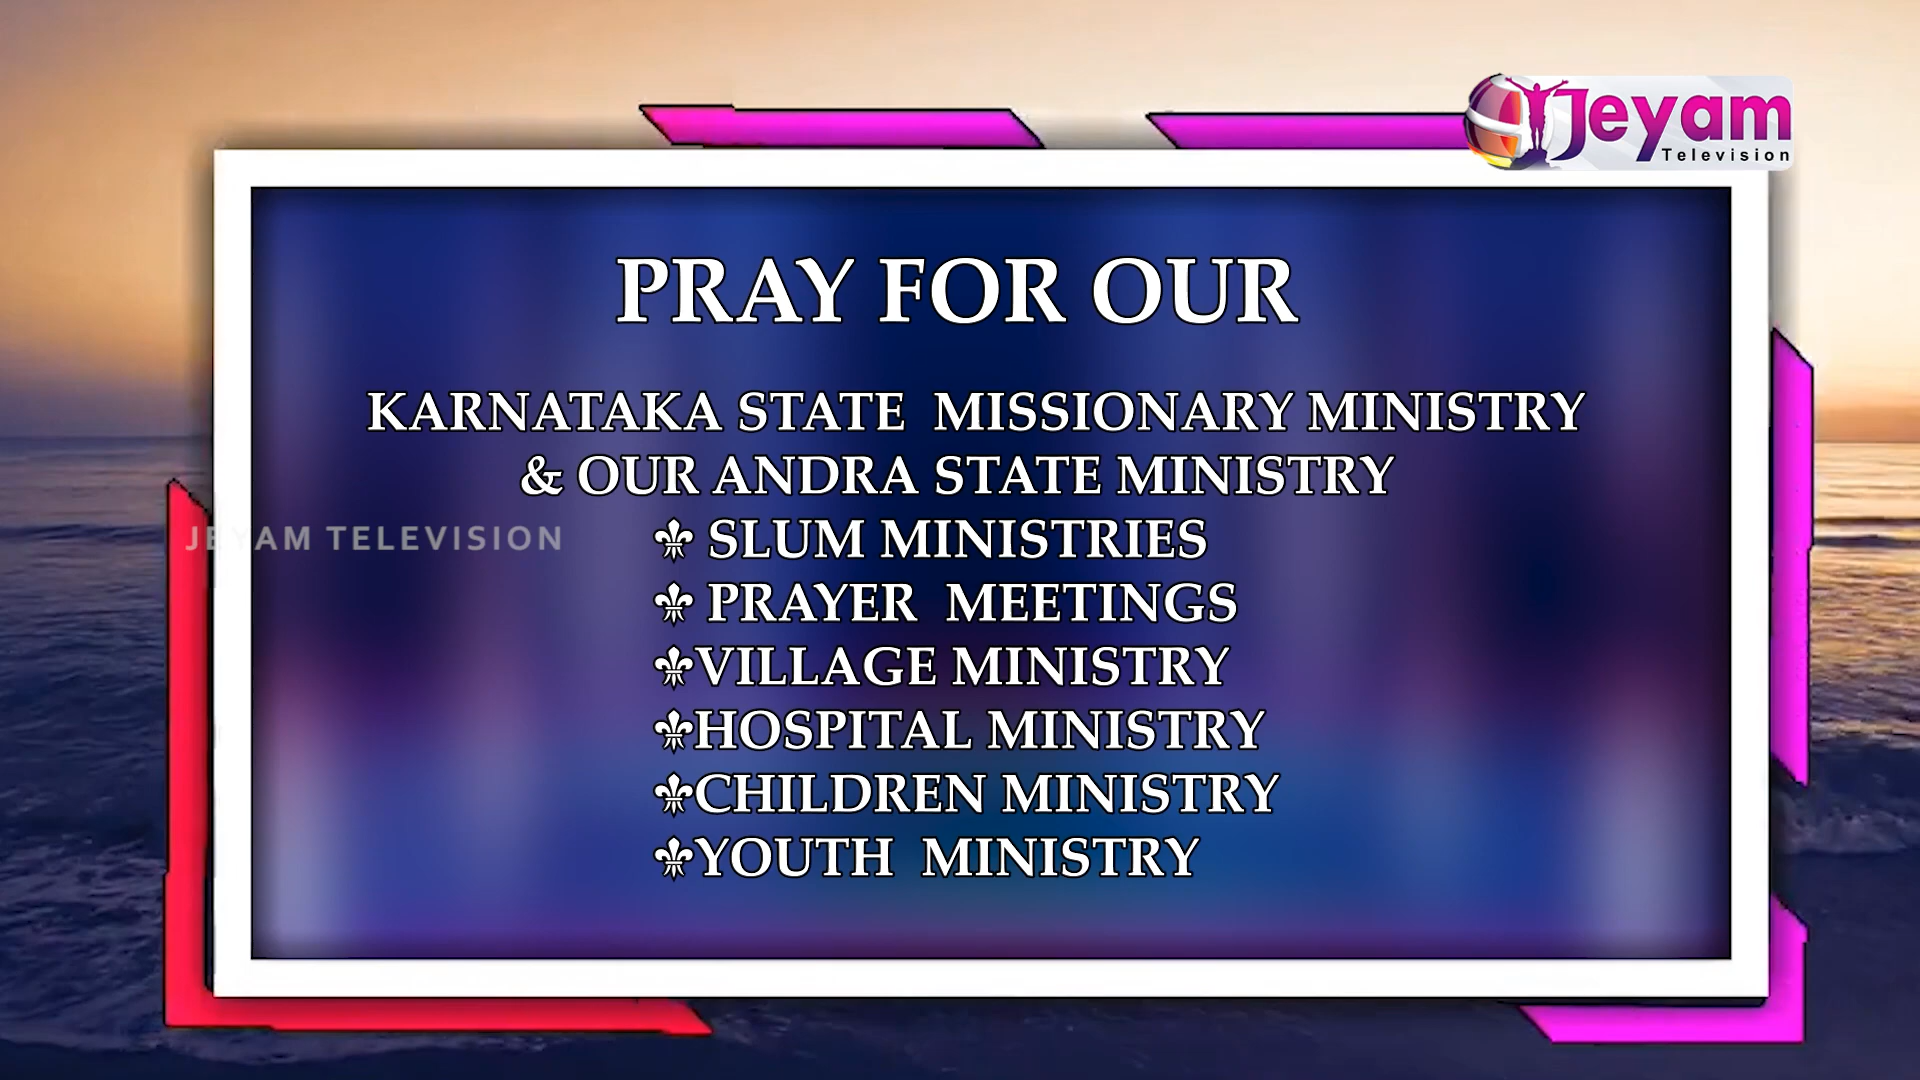 Jeyam
Television
PRAY FOR OUR
KARNATAKA STATE MISSIONARY MINISTRY
& OUR ANDRA STATE MINISTRY
⚜ SLUM MINISTRIES
JEYAM TELEVISION
⚜ PRAYER MEETINGS
⚜VILLAGE MINISTRY
⚜HOSPITAL MINISTRY
⚜CHILDREN MINISTRY
⚜YOUTH MINISTRY